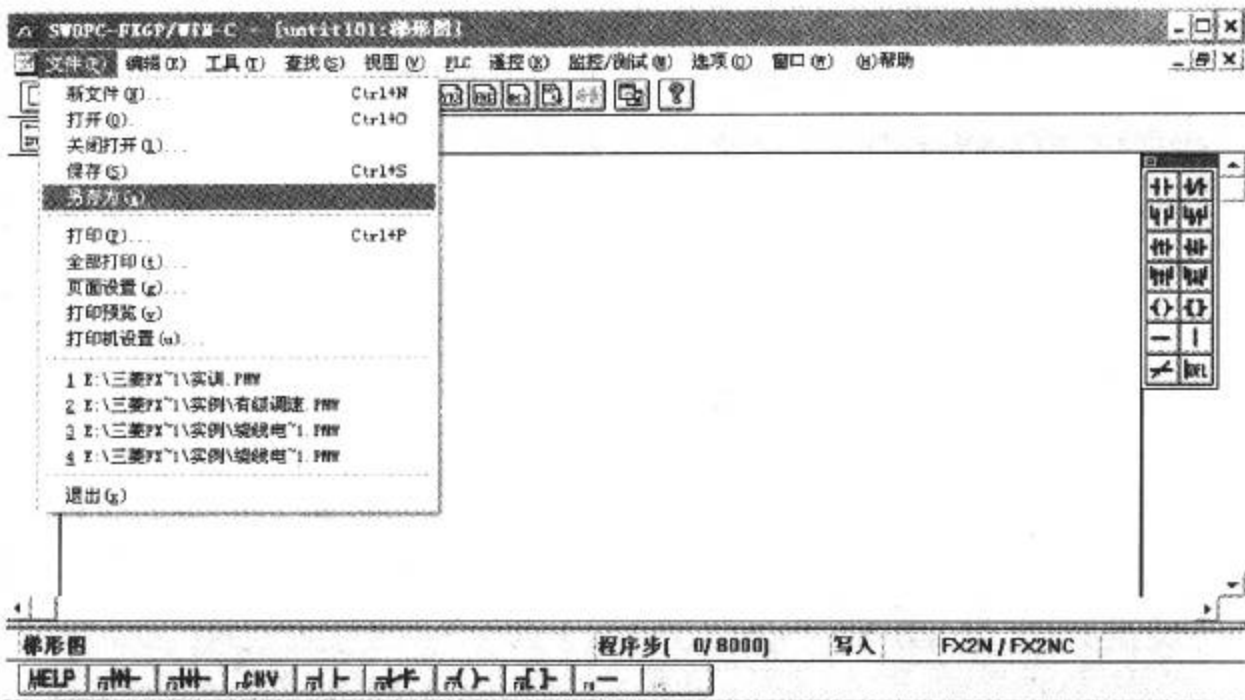 SWOPC-FXGP/WIN-C - [untit101:梯形图]
文件(F) 编辑(E) 工具(T) 查找(S) 视图(V) PLC 遥控(R) 监控/测试(M) 选项(O) 窗口(W) (H)帮助
新文件(N)... Ctrl+N
打开(O). Ctrl+O
关闭打开(L)...
保存(S) Ctrl+S
另存为(a)
打印(P)... Ctrl+P
全部打印(t)...
页面设置(g)...
打印预览(v)
打印机设置(u)...
1 E:\三菱FX~1\实训.PMW
2 E:\三菱FX~1\实例\有级调速.PMW
3 E:\三菱FX~1\实例\绕线电~1.PMW
4 E:\三菱FX~1\实例\绕线电~1.PMW
退出(x)
DEL
梯形图 程序步[ 0/8000] 写入 FX2N / FX2NC
HELP CNV